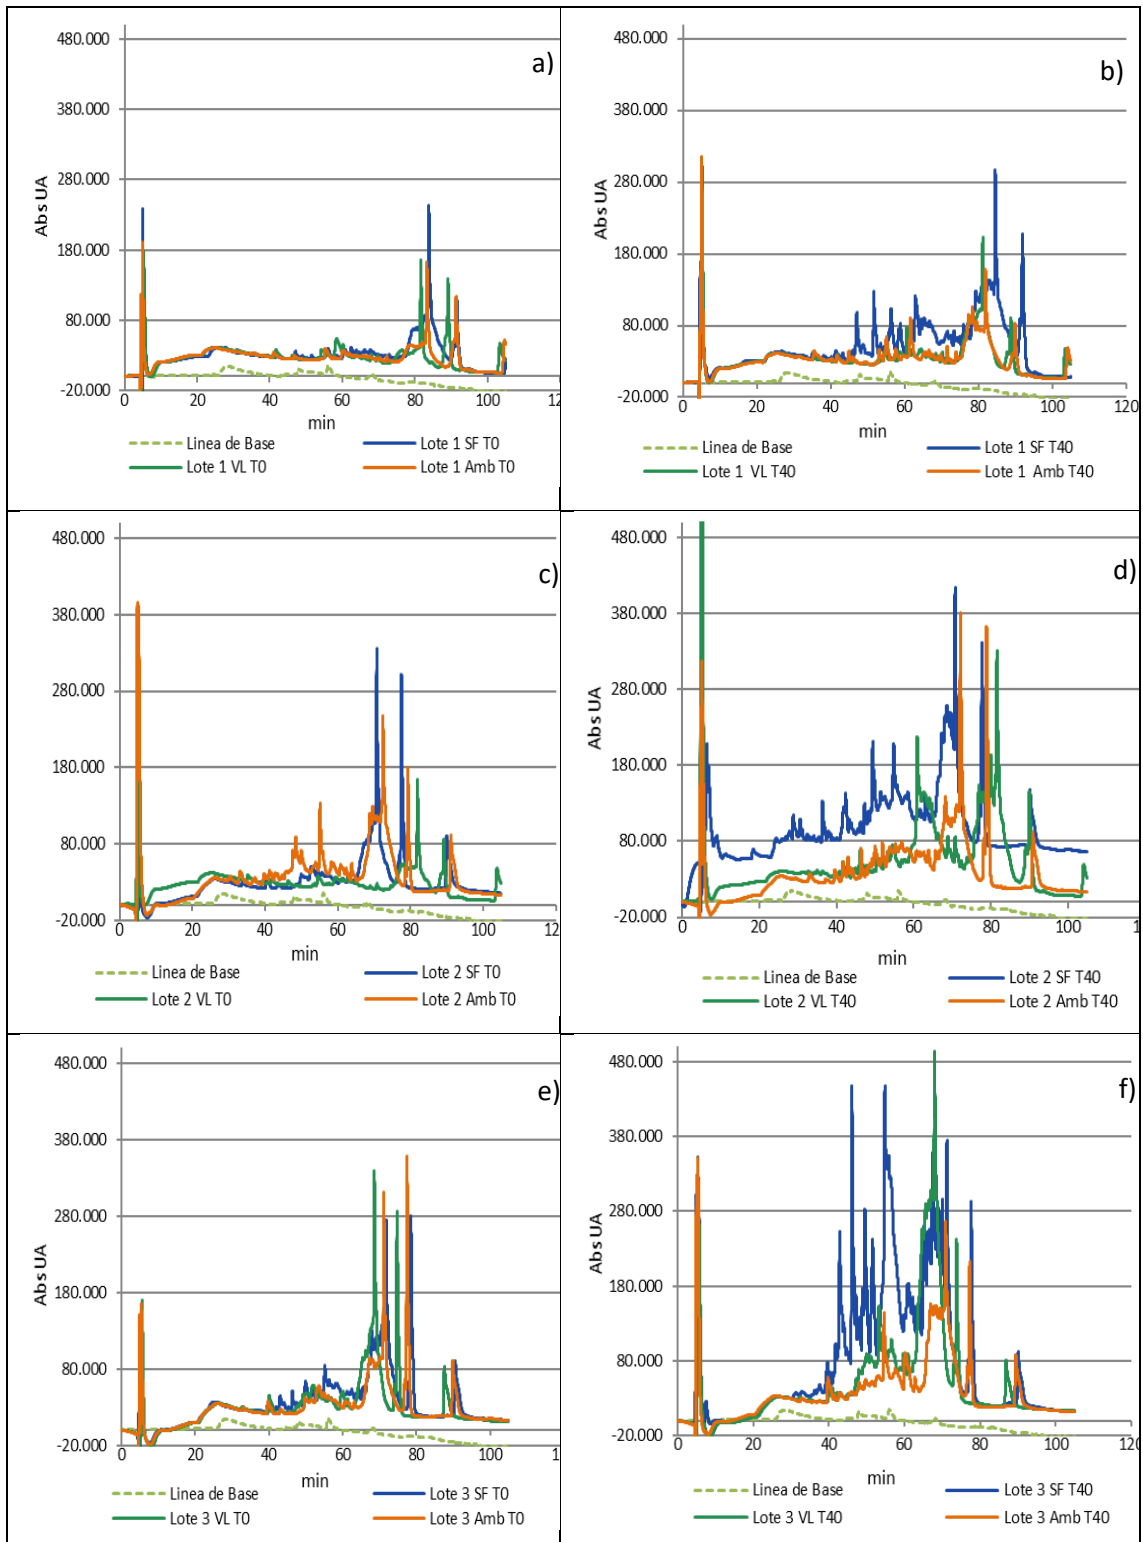 a)
480.000
380.000
280.000
180.000
80.000
-20.000
Abs UA
0 20 40 60 80 100 120
min
Linea de Base Lote 1 SF T0
Lote 1 VL T0 Lote 1 Amb T0
b)
480.000
380.000
280.000
180.000
80.000
-20.000
Abs UA
0 20 40 60 80 100 120
min
Linea de Base Lote 1 SF T40
Lote 1 VL T40 Lote 1 Amb T40
c)
480.000
380.000
280.000
180.000
80.000
-20.000
Abs UA
0 20 40 60 80 100 12
min
Linea de Base Lote 2 SF T0
Lote 2 VL T0 Lote 2 Amb T0
d)
480.000
380.000
280.000
180.000
80.000
-20.000
Abs UA
0 20 40 60 80 100 1
min
Linea de Base Lote 2 SF T40
Lote 2 VL T40 Lote 2 Amb T40
e)
480.000
380.000
280.000
180.000
80.000
-20.000
Abs UA
0 20 40 60 80 100 1
min
Linea de Base Lote 3 SF T0
Lote 3 VL T0 Lote 3 Amb T0
f)
480.000
380.000
280.000
180.000
80.000
-20.000
Abs UA
0 20 40 60 80 100 120
min
Linea de Base Lote 3 SF T40
Lote 3 VL T40 Lote 3 Amb T40